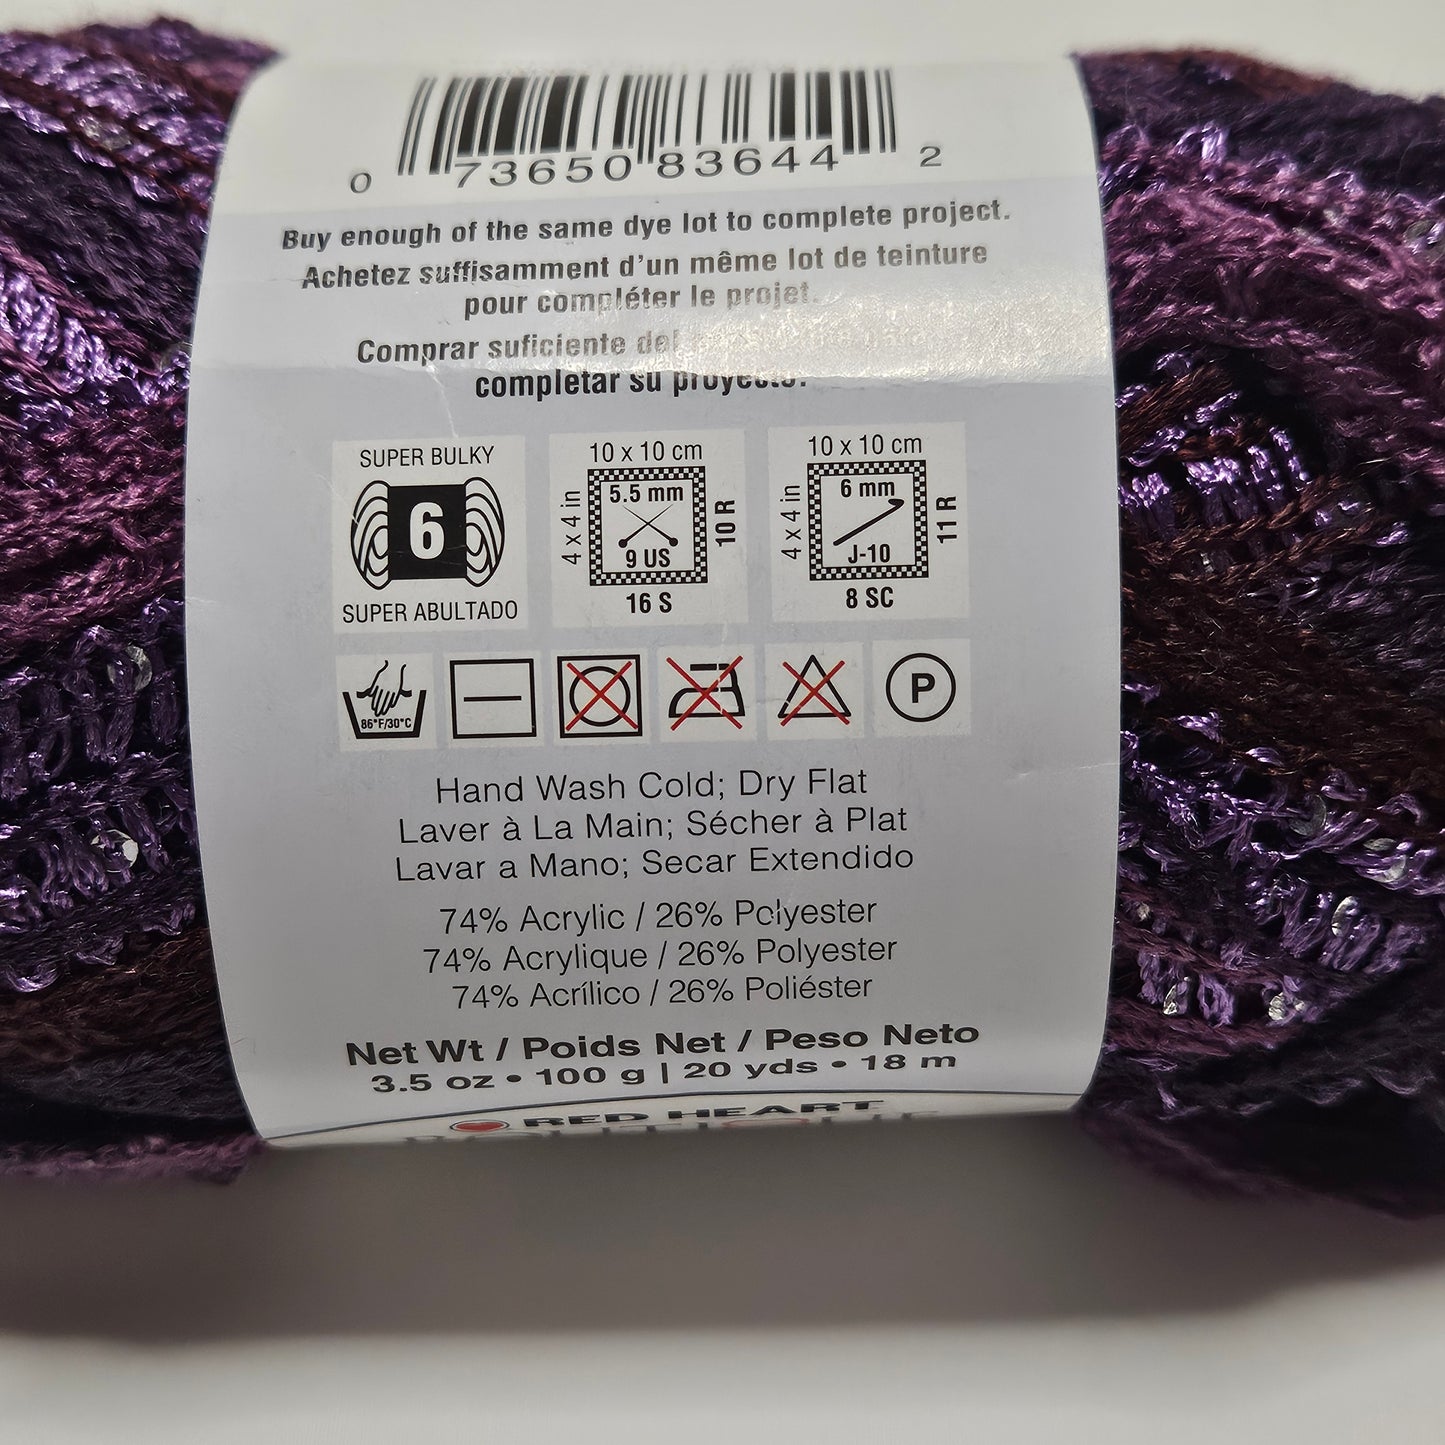 0 73650 83644 2
Buy enough of the same dye lot to complete project.
Achetez suffisamment d'un même lot de teinture
pour compléter le projet.
Comprar suficiente del
completar su proyecto.
SUPER BULKY
6
SUPER ABULTADO
10 x 10 cm
4 x 4 in
5.5 mm
9 US
10 R
16 S
10 x 10 cm
4 x 4 in
6 mm
J-10
11 R
8 SC
86°F/30°C
P
Hand Wash Cold; Dry Flat
Laver à La Main; Sécher à Plat
Lavar a Mano; Secar Extendido
74% Acrylic / 26% Polyester
74% Acrylique / 26% Polyester
74% Acrílico / 26% Poliéster
Net Wt / Poids Net / Peso Neto
3.5 oz • 100 g | 20 yds • 18 m
RED HEART